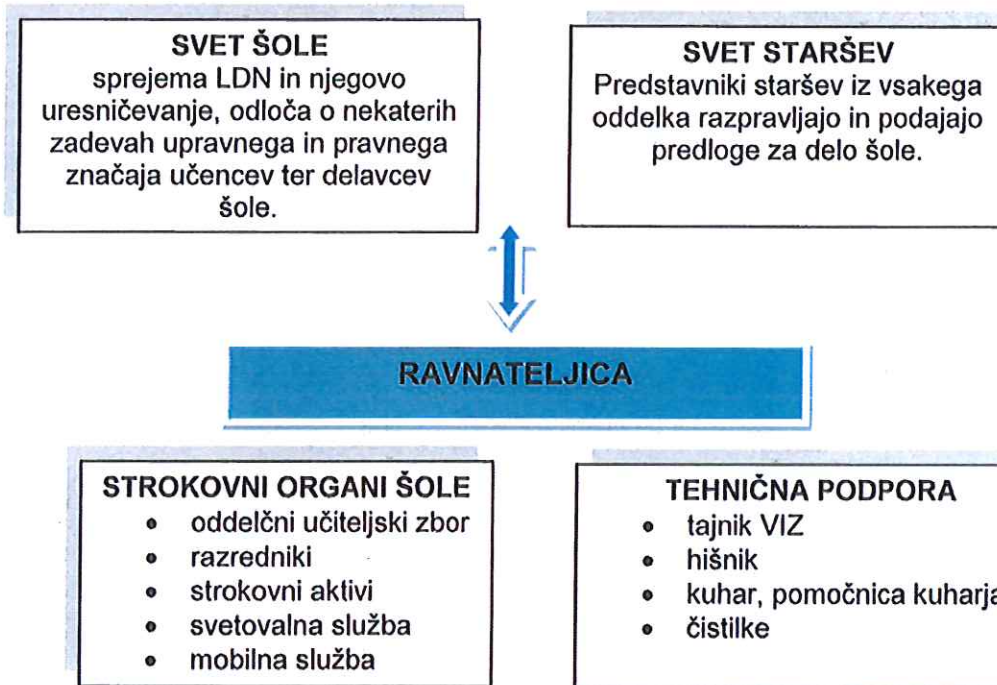 SVET ŠOLE
sprejema LDN in njegovo
uresničevanje, odloča o nekaterih
zadevah upravnega in pravnega
značaja učencev ter delavcev
šole.
SVET STARŠEV
Predstavniki staršev iz vsakega
oddelka razpravljajo in podajajo
predloge za delo šole.
RAVNATELJICA
STROKOVNI ORGANI ŠOLE
• oddelčni učiteljski zbor
• razredniki
• strokovni aktivi
• svetovalna služba
• mobilna služba
TEHNIČNA PODPORA
• tajnik VIZ
• hišnik
• kuhar, pomočnica kuharja
• čistilke